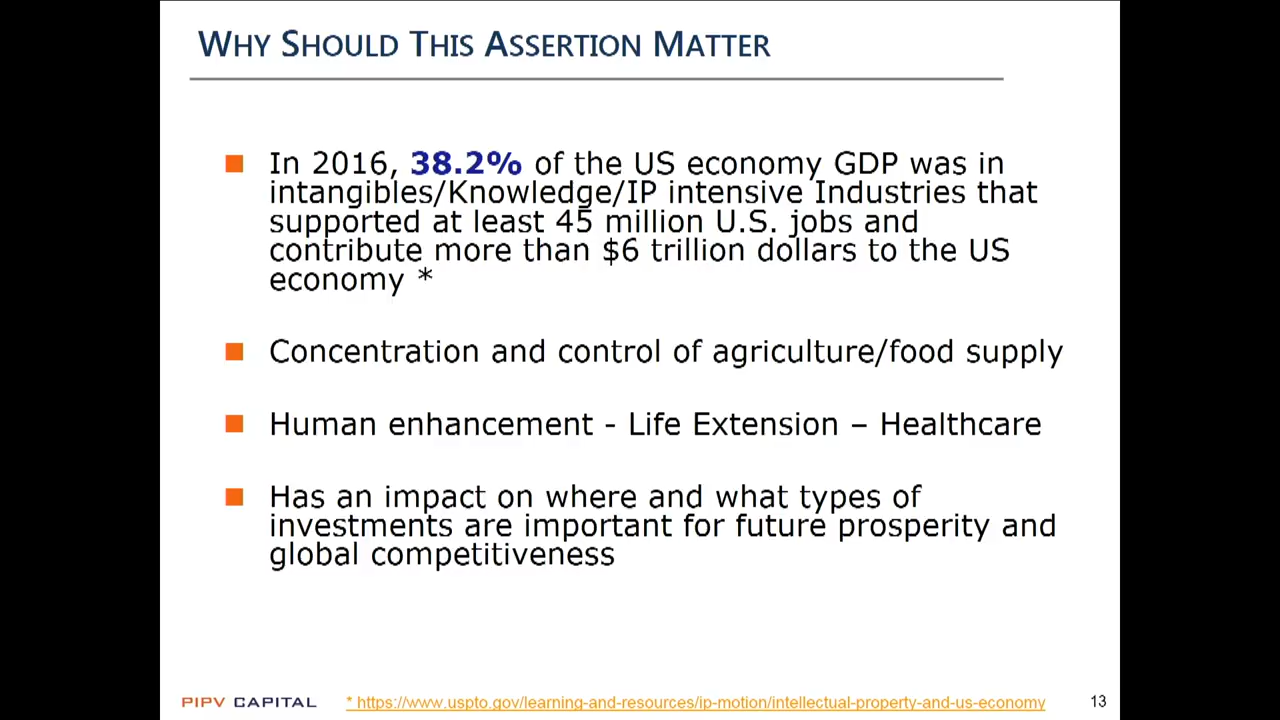 WHY SHOULD THIS ASSERTION MATTER
In 2016, 38.2% of the US economy GDP was in
intangibles/Knowledge/IP intensive Industries that
supported at least 45 million U.S. jobs and
contribute more than $6 trillion dollars to the US
economy *
Concentration and control of agriculture/food supply
Human enhancement - Life Extension – Healthcare
Has an impact on where and what types of
investments are important for future prosperity and
global competitiveness
PIPV CAPITAL
* https://www.uspto.gov/learning-and-resources/ip-motion/intellectual-property-and-us-economy
13